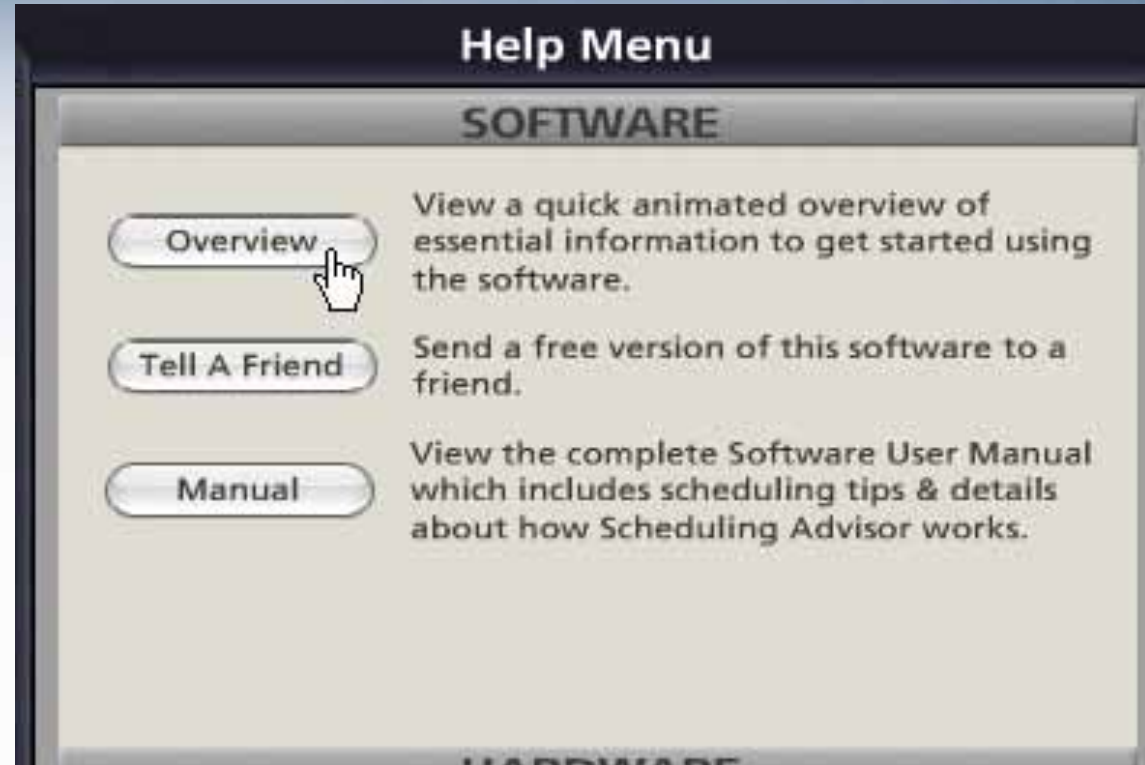 Help Menu
SOFTWARE
Overview
View a quick animated overview of
essential information to get started using
the software.
Tell A Friend
Send a free version of this software to a
friend.
Manual
View the complete Software User Manual
which includes scheduling tips & details
about how Scheduling Advisor works.
HARDWARE